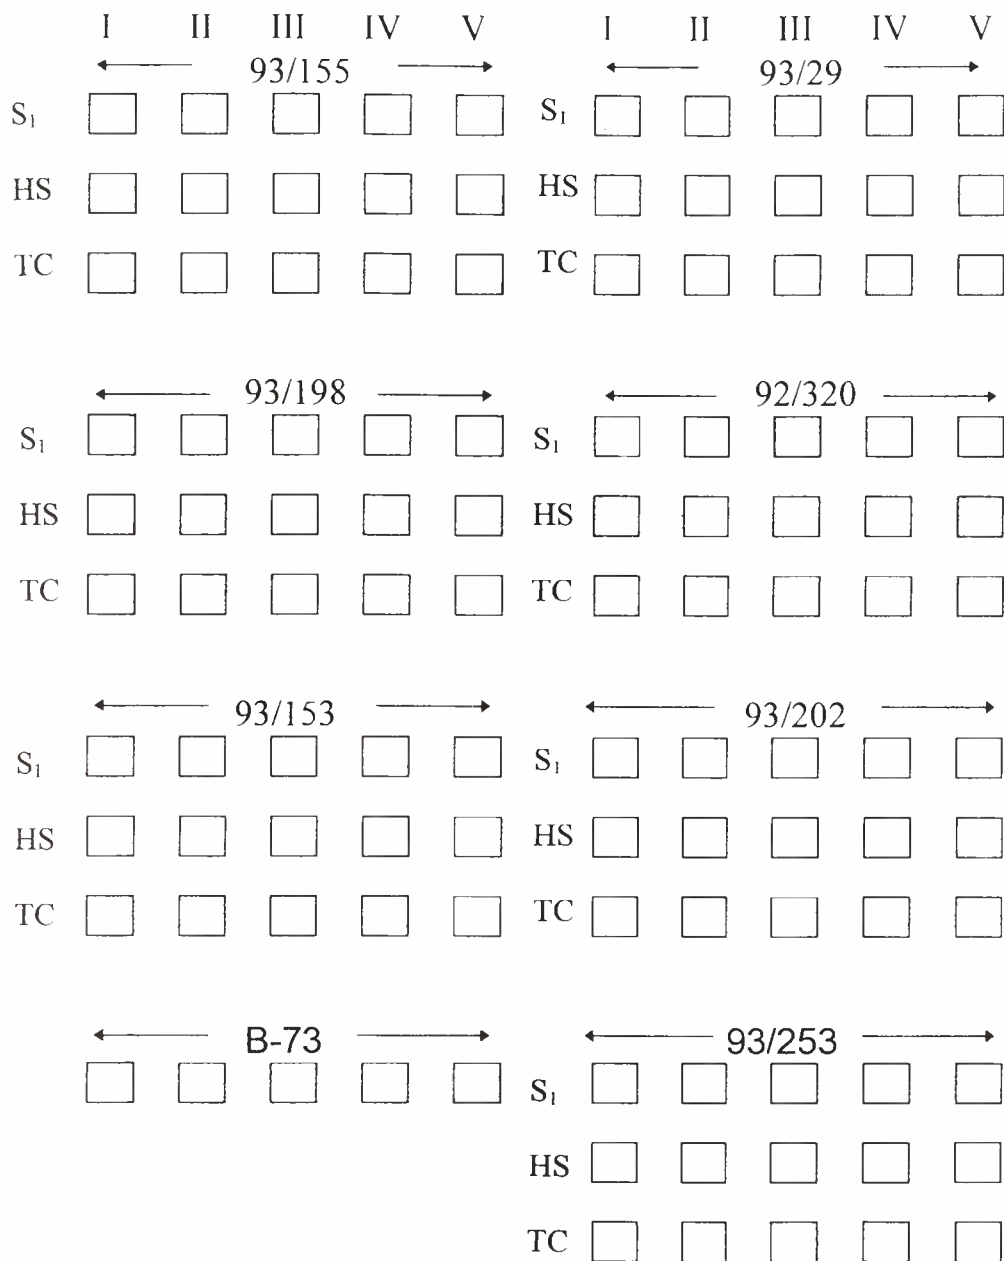 I II III IV V I II III IV V
93/155 93/29
S₁ S₁
HS HS
TC TC
93/198 92/320
S₁ S₁
HS HS
TC TC
93/153 93/202
S₁ S₁
HS HS
TC TC
B-73 93/253
S₁
HS
TC